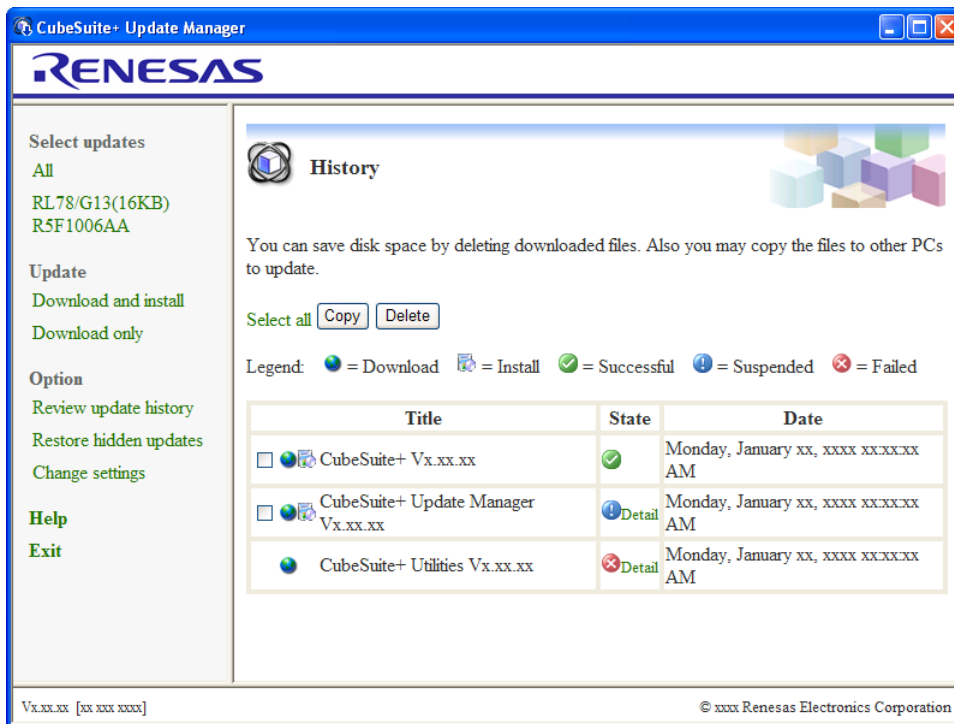 CubeSuite+ Update Manager
RENESAS
Select updates
All
RL78/G13(16KB)
R5F1006AA
Update
Download and install
Download only
Option
Review update history
Restore hidden updates
Change settings
Help
Exit
History
You can save disk space by deleting downloaded files. Also you may copy the files to other PCs
to update.
Select all Copy Delete
Legend: = Download = Install = Successful = Suspended = Failed
Title State Date
CubeSuite+ Vx.xx.xx Monday, January xx, xxxx xx:xx:xx
AM
CubeSuite+ Update Manager
Vx.xx.xx Detail Monday, January xx, xxxx xx:xx:xx
AM
CubeSuite+ Utilities Vx.xx.xx Detail Monday, January xx, xxxx xx:xx:xx
AM
Vx.xx.xx [xx xxx xxxx] © xxxx Renesas Electronics Corporation